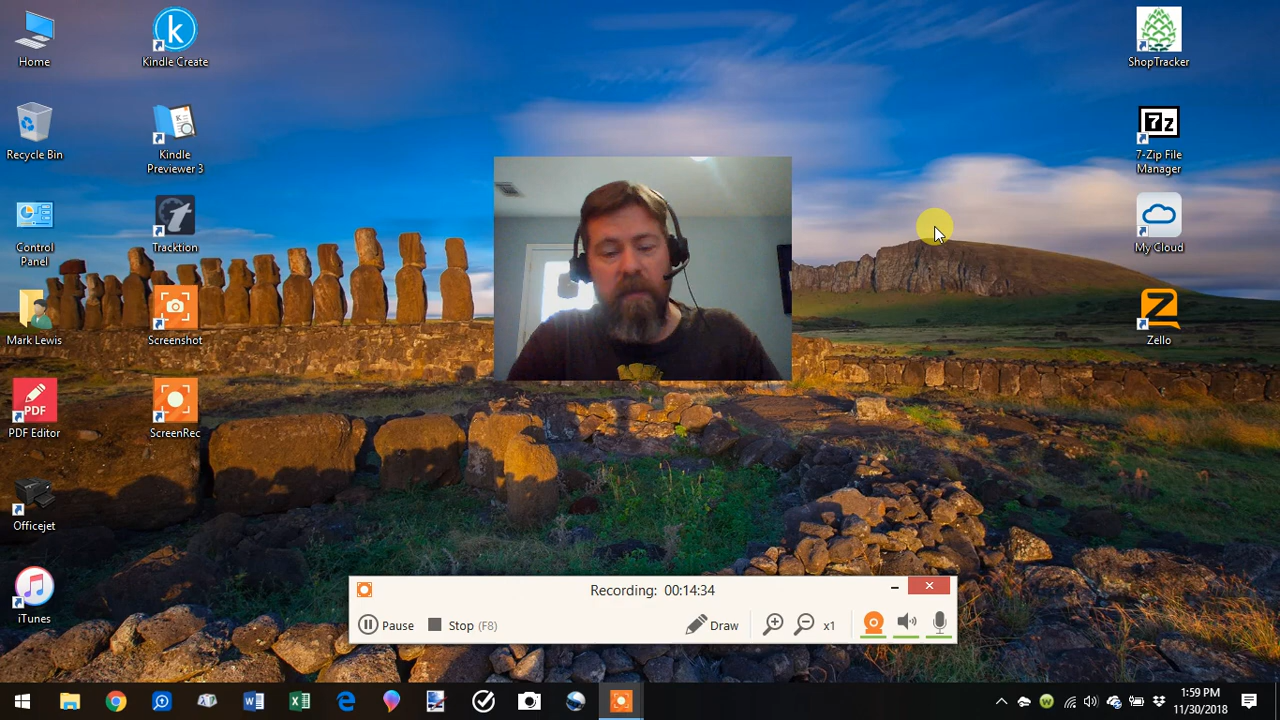 Home
Kindle Create
ShopTracker
Recycle Bin
Kindle
Previewer 3
7z
7-Zip File
Manager
Control
Panel
Tracktion
My Cloud
Mark Lewis
Screenshot
Zello
PDF
PDF Editor
ScreenRec
Officejet
iTunes
Recording: 00:14:34
Pause
Stop (F8)
Draw
x1
1:59 PM
11/30/2018